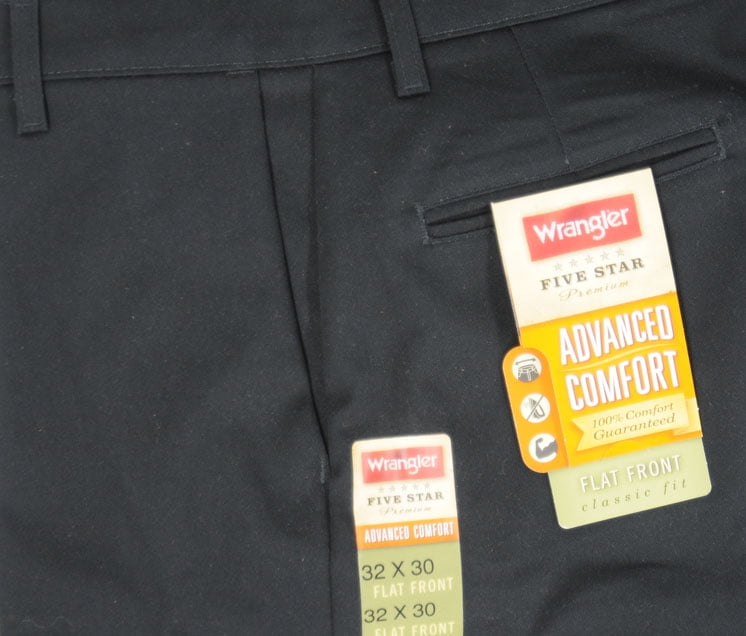 Wrangler
FIVE STAR
Premium
ADVANCED
COMFORT
100% Comfort
Guaranteed
FLAT FRONT
classic fit
Wrangler
FIVE STAR
Premium
ADVANCED COMFORT
32 X 30
FLAT FRONT
32 X 30
FLAT FRONT